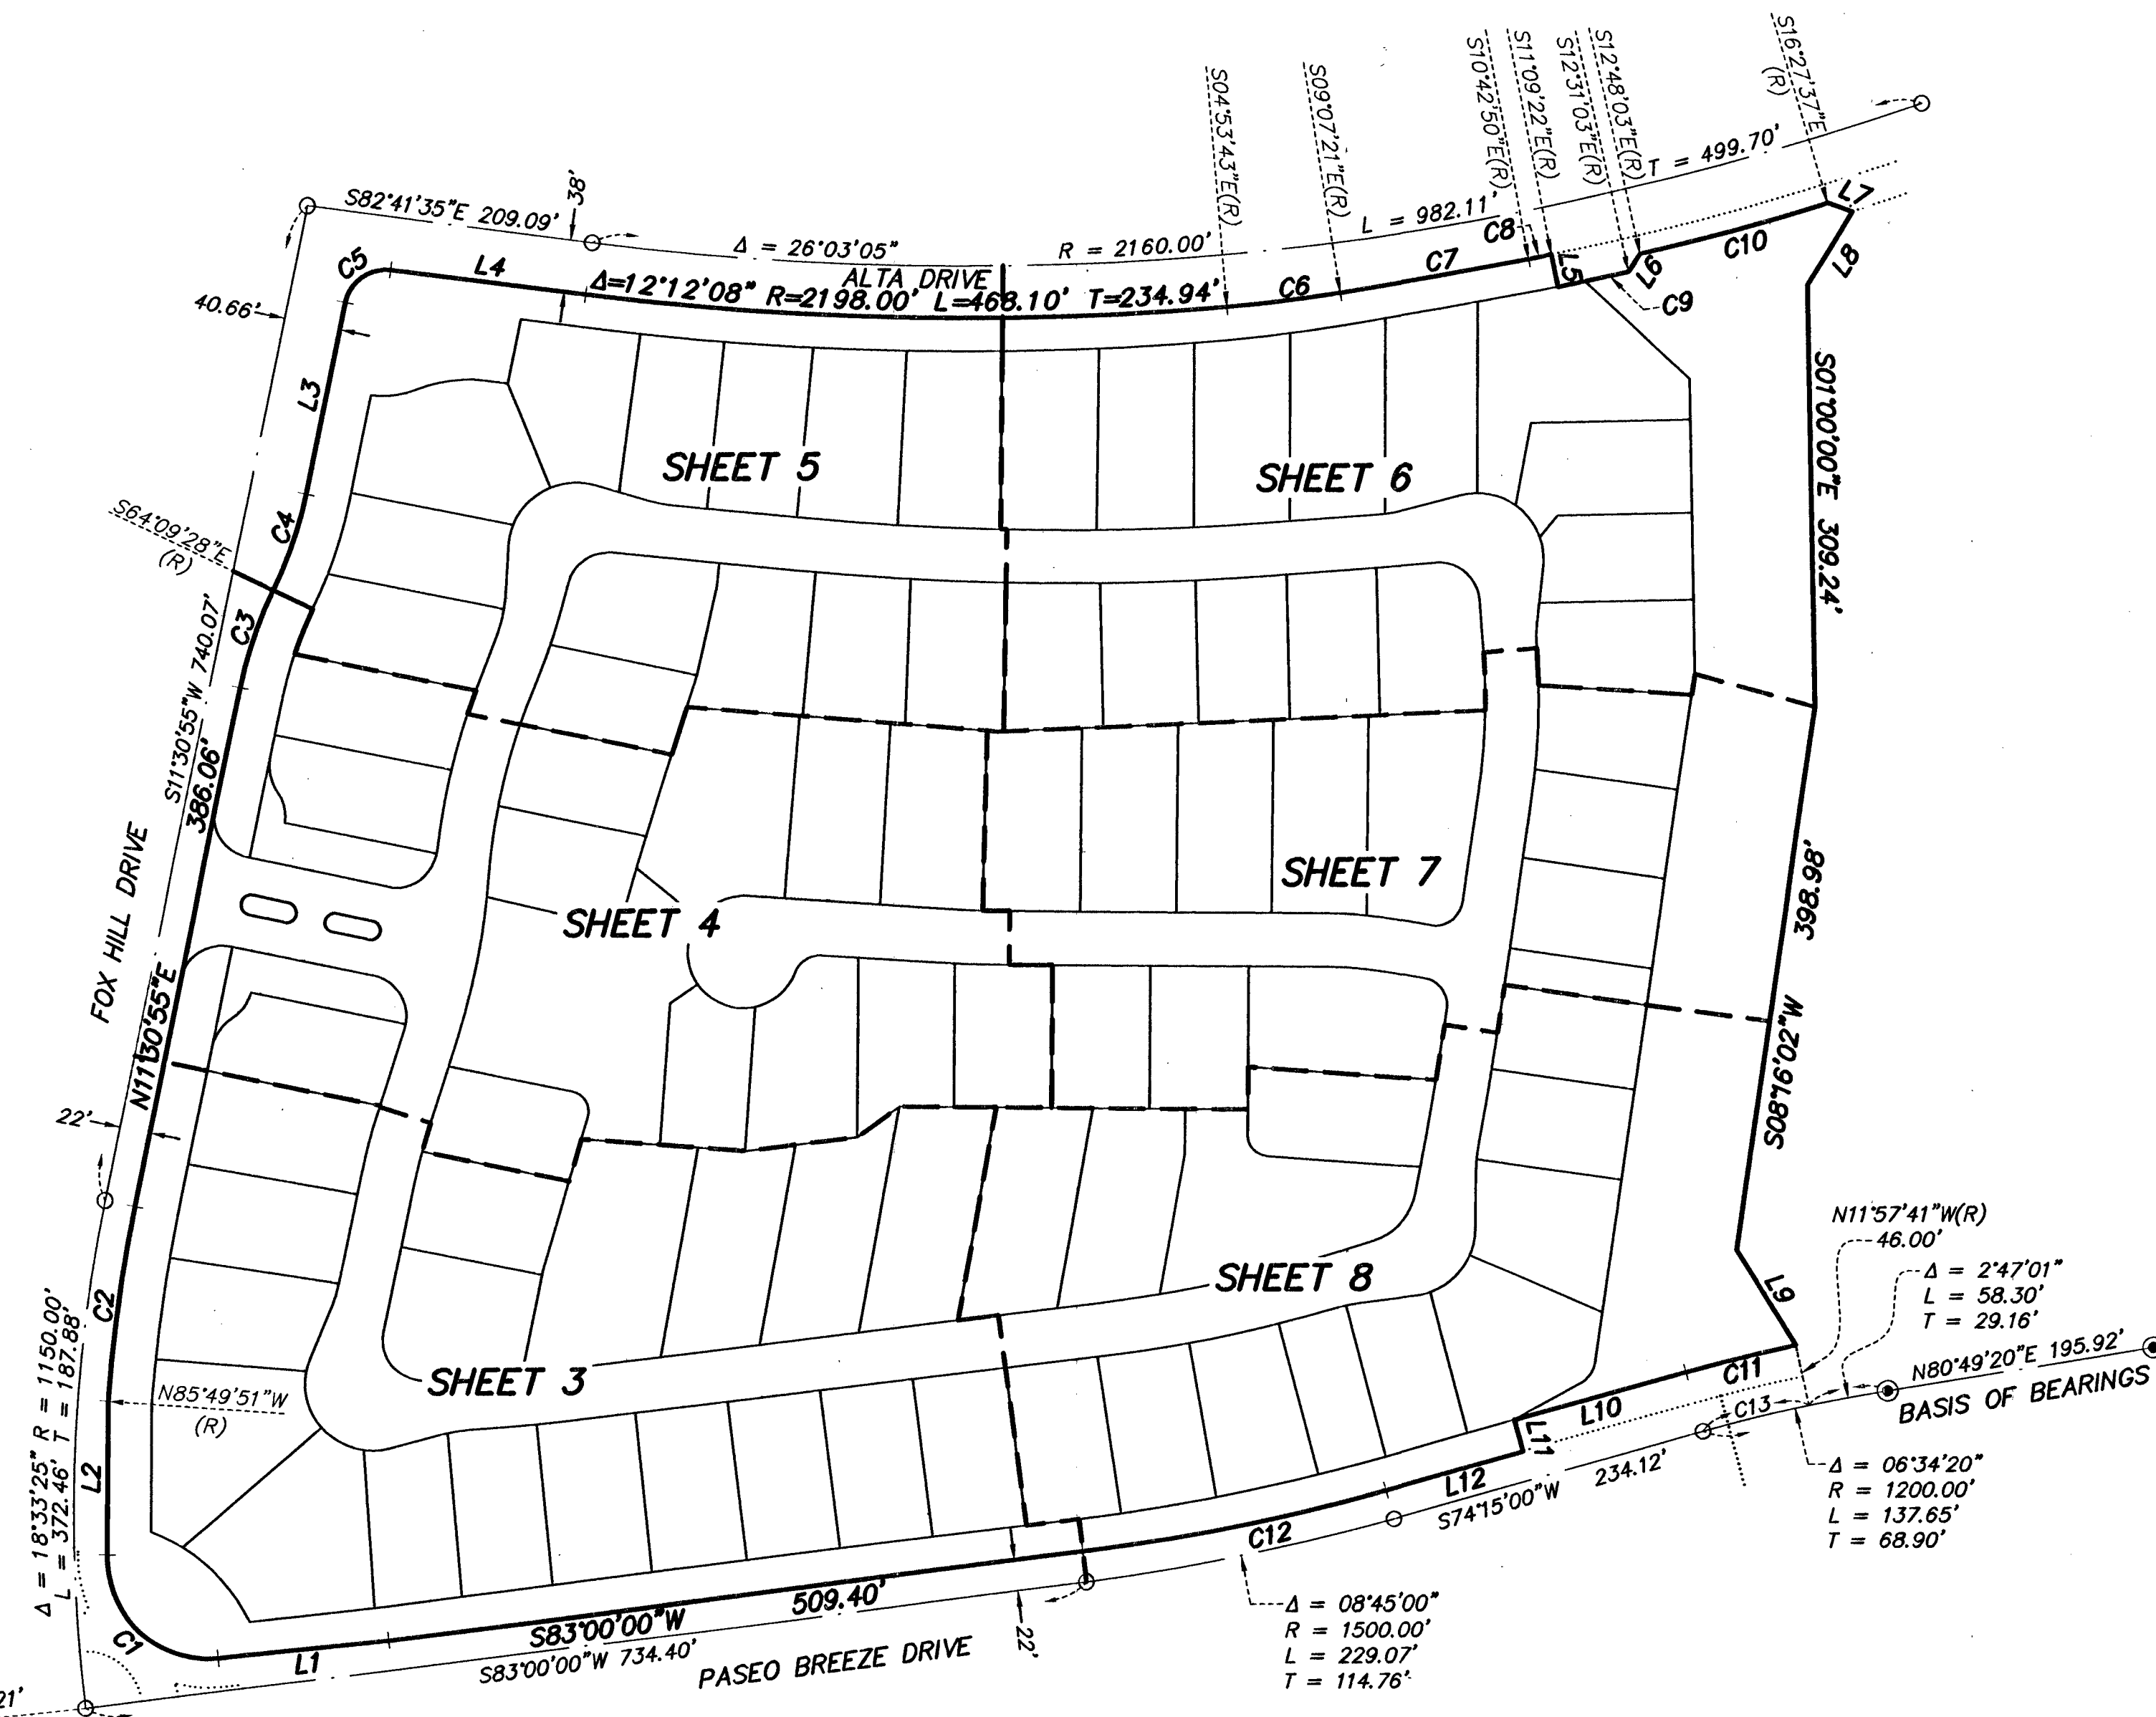 S16°27'37"E
(R)
S12°48'03"E(R)
S12°31'03"E(R)
S11°09'22"E(R)
S10°42'50"E(R)
S09°07'21"E(R)
S04°53'43"E(R)
T = 499.70'
L = 982.11'
R = 2160.00'
Δ = 26°03'05"
S82°41'35"E 209.09'
38'
ALTA DRIVE
Δ=12°12'08" R=2198.00' L=468.10' T=234.94'
C5
L4
C6
C7
C8
L5
C9
L6
C10
L7
L8
40.66'
L3
S01°00'00"E 309.24'
SHEET 5
SHEET 6
C4
S64°09'28"E
(R)
C3
S11°30'55"W 740.07'
386.06'
FOX HILL DRIVE
N11°30'55"E
SHEET 4
SHEET 7
398.98'
S08°16'02"W
22'
C2
Δ = 18°33'25" R = 1150.00'
L = 372.46' T = 187.88'
N85°49'51"W
(R)
L2
SHEET 3
SHEET 8
N11°57'41"W(R)
46.00'
L9
Δ = 2°47'01"
L = 58.30'
T = 29.16'
N80°49'20"E 195.92'
BASIS OF BEARINGS
C11
C13
L10
L11
L12
234.12'
S74°15'00"W
Δ = 06°34'20"
R = 1200.00'
L = 137.65'
T = 68.90'
C12
Δ = 08°45'00"
R = 1500.00'
L = 229.07'
T = 114.76'
C1
L1
509.40'
S83°00'00"W
S83°00'00"W 734.40'
PASEO BREEZE DRIVE
22'
21'